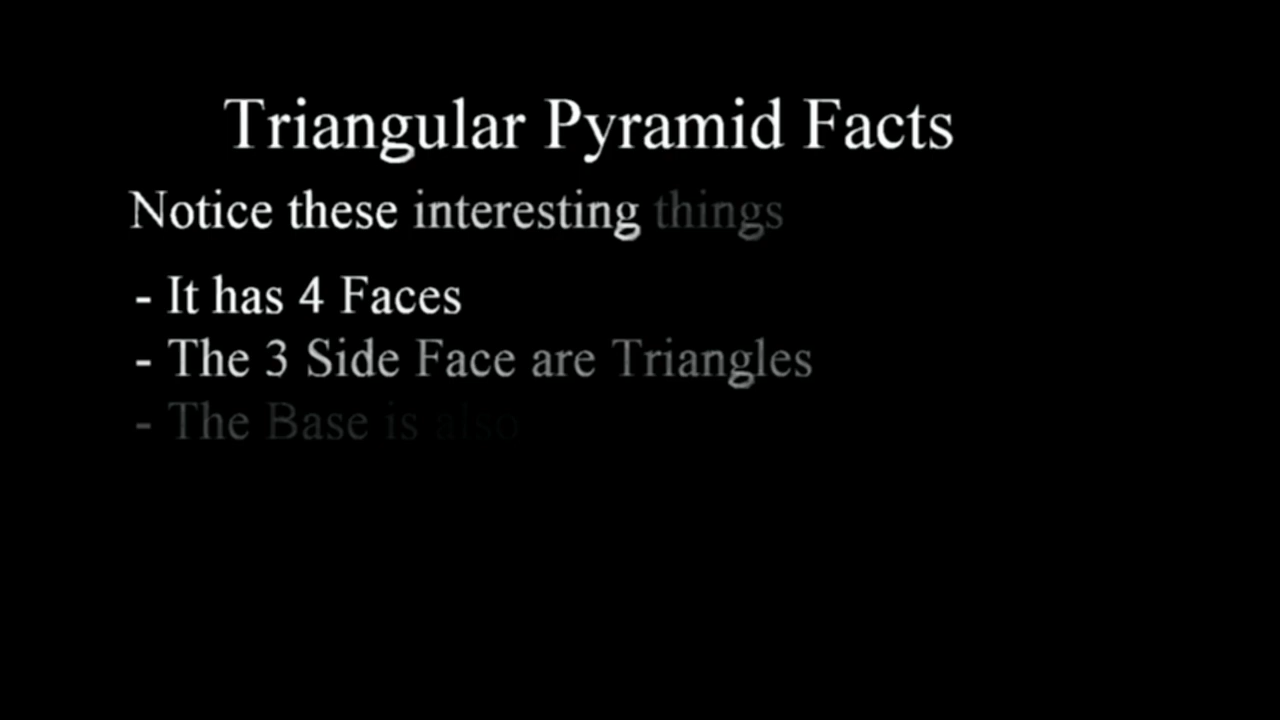 Triangular Pyramid Facts
Notice these interesting things
- It has 4 Faces
- The 3 Side Face are Triangles
- The Base is also